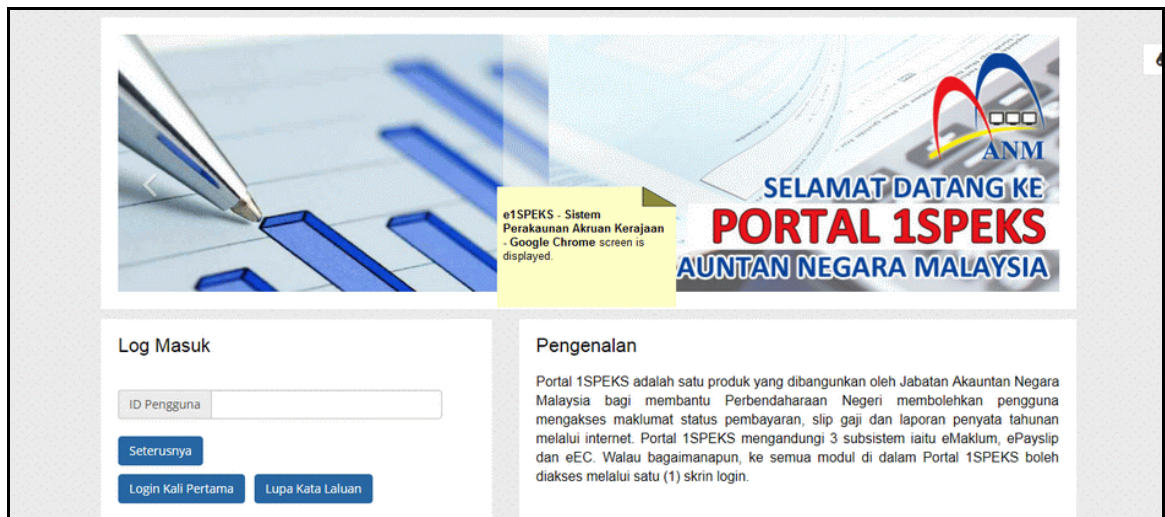 ANM
SELAMAT DATANG KE
PORTAL 1SPEKS
AUNTAN NEGARA MALAYSIA
e1SPEKS - Sistem
Perakaunan Akruan Kerajaan
- Google Chrome screen is
displayed.
Log Masuk
ID Pengguna
Seterusnya
Login Kali Pertama
Lupa Kata Laluan
Pengenalan
Portal 1SPEKS adalah satu produk yang dibangunkan oleh Jabatan Akauntan Negara
Malaysia bagi membantu Perbendaharaan Negeri membolehkan pengguna
mengakses maklumat status pembayaran, slip gaji dan laporan penyata tahunan
melalui internet. Portal 1SPEKS mengandungi 3 subsistem iaitu eMaklum, ePayslip
dan eEC. Walau bagaimanapun, ke semua modul di dalam Portal 1SPEKS boleh
diakses melalui satu (1) skrin login.